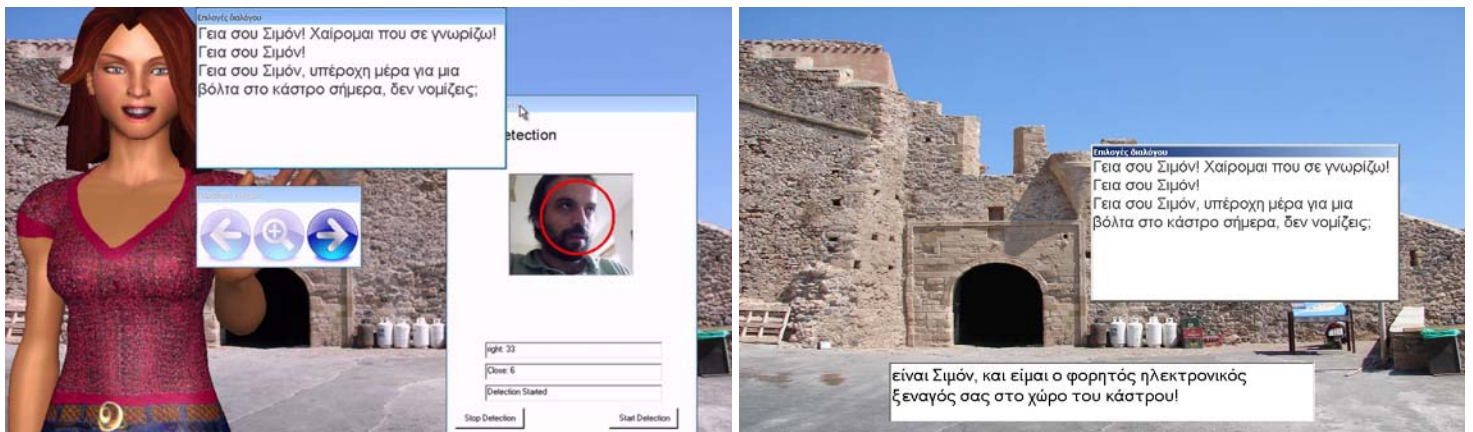 Επιλογές διαλόγου
Γεια σου Σιμόν! Χαίρομαι που σε γνωρίζω!
Γεια σου Σιμόν!
Γεια σου Σιμόν, υπέροχη μέρα για μια
βόλτα στο κάστρο σήμερα, δεν νομίζεις;
etection
ight: 33
Close: 6
Detection Started
Stop Detection
Start Detection
Επιλογές διαλόγου
Γεια σου Σιμόν! Χαίρομαι που σε γνωρίζω!
Γεια σου Σιμόν!
Γεια σου Σιμόν, υπέροχη μέρα για μια
βόλτα στο κάστρο σήμερα, δεν νομίζεις;
είναι Σιμόν, και είμαι ο φορητός ηλεκτρονικός
ξεναγός σας στο χώρο του κάστρου!